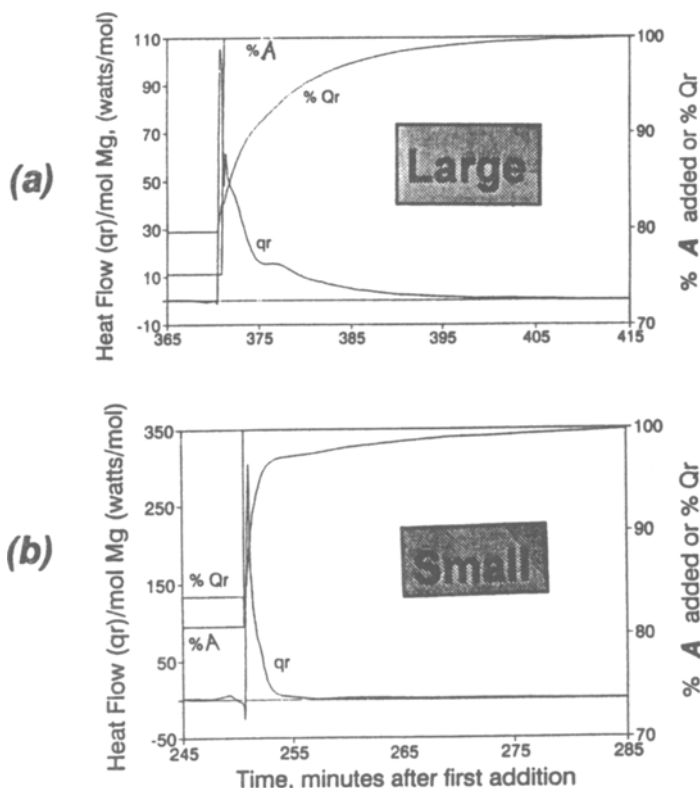 (a)
Heat Flow (qr)/mol Mg, (watts/mol)
110
90
70
50
30
10
-10
% A
% Qr
Large
qr
100
90
80
70
% A added or % Qr
365
375
385
395
405
415
(b)
Heat Flow (qr)/mol Mg (watts/mol)
350
250
150
50
-50
% Qr
%A
Small
qr
100
90
80
70
% A added or % Qr
245
255
265
275
285
Time, minutes after first addition